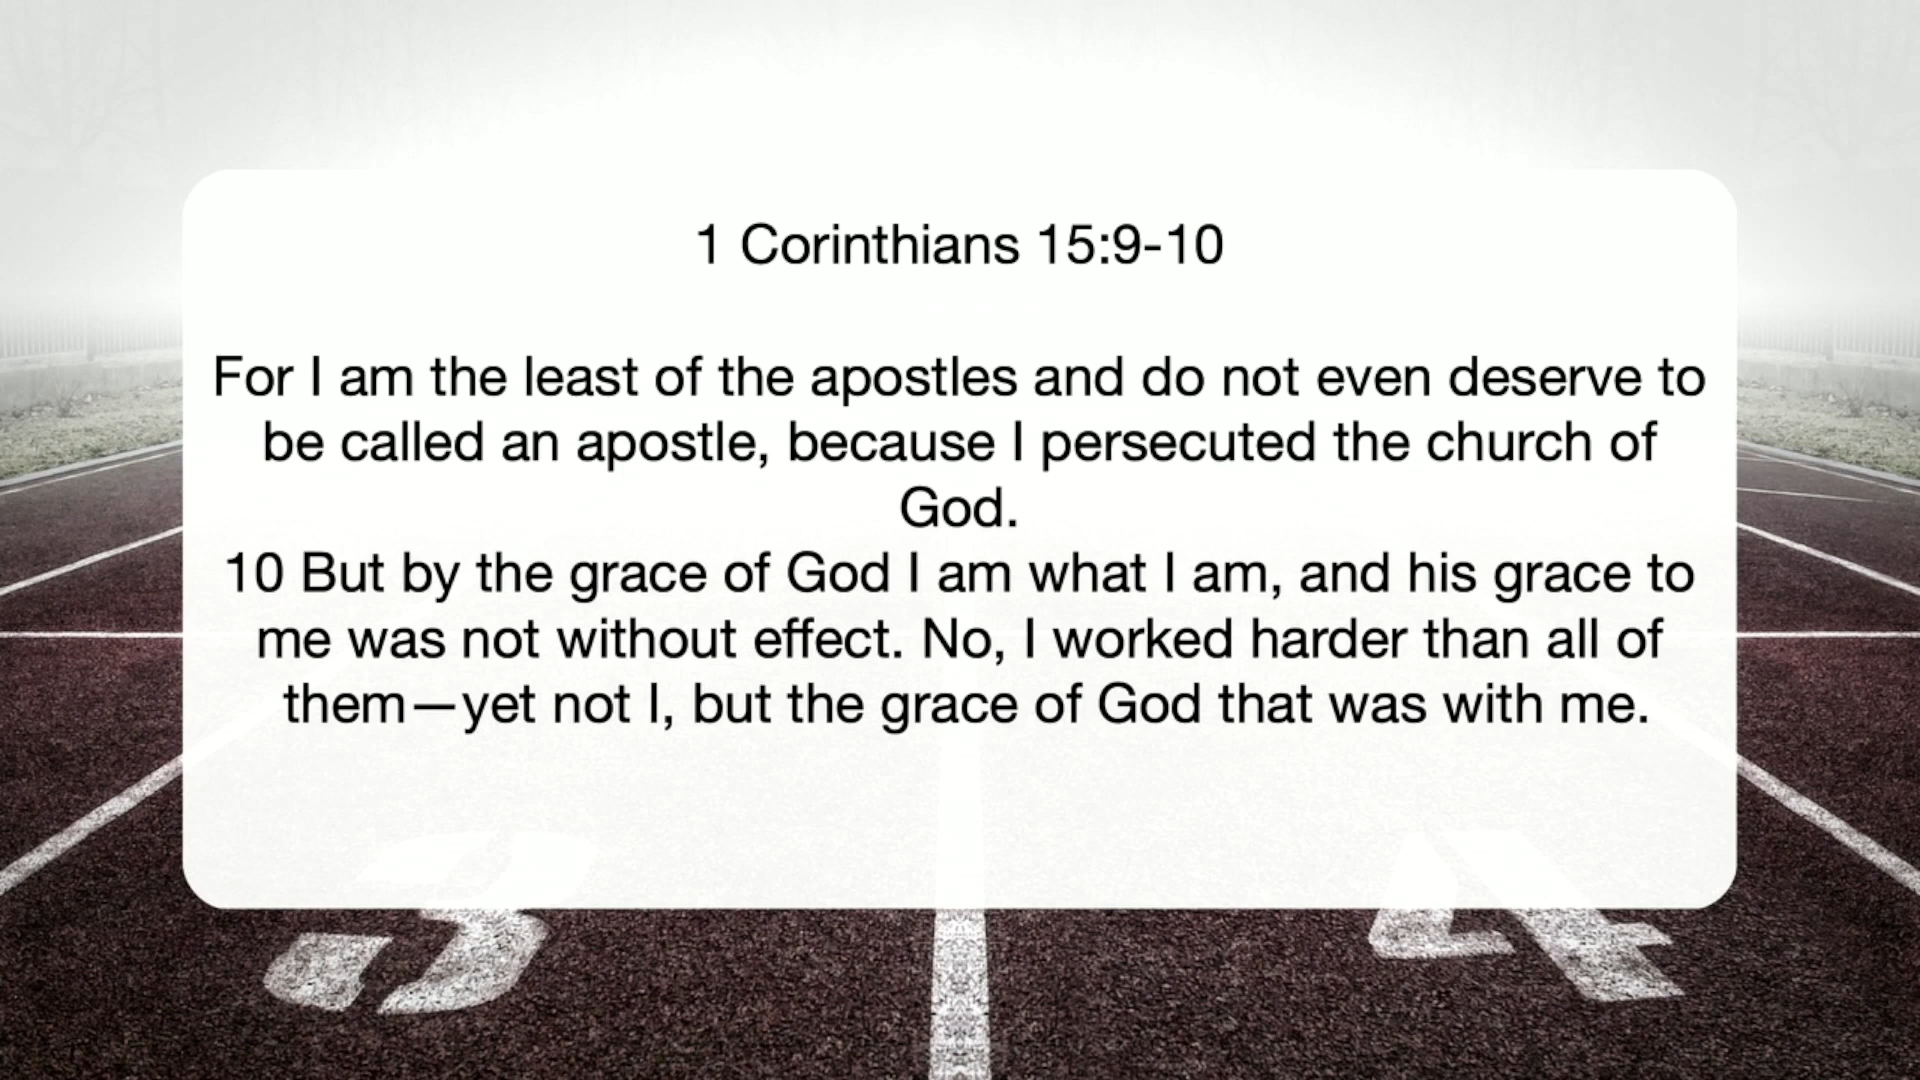 1 Corinthians 15:9-10
For I am the least of the apostles and do not even deserve to
be called an apostle, because I persecuted the church of
God.
10 But by the grace of God I am what I am, and his grace to
me was not without effect. No, I worked harder than all of
them—yet not I, but the grace of God that was with me.
3 4